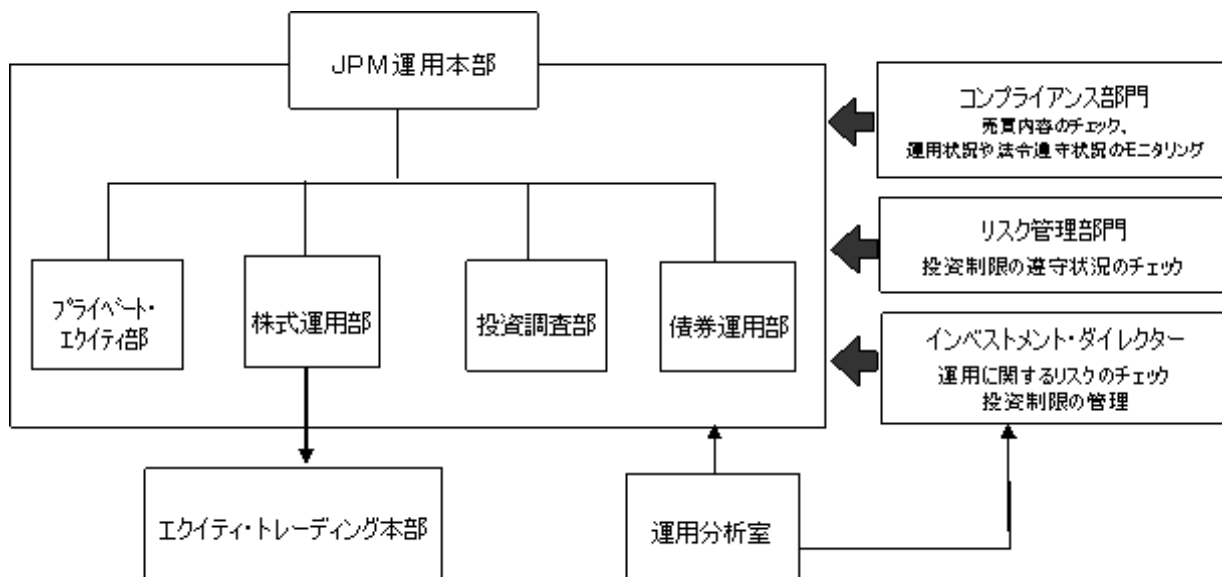 JPM運用本部
コンプライアンス部門
売買内容のチェック、
運用状況や法令遵守状況のモニタリング
リスク管理部門
投資制限の遵守状況のチェック
プライベート・
エクイティ部
株式運用部
投資調査部
債券運用部
インベストメント・ダイレクター
運用に関するリスクのチェック
投資制限の管理
エクイティ・トレーディング本部
運用分析室